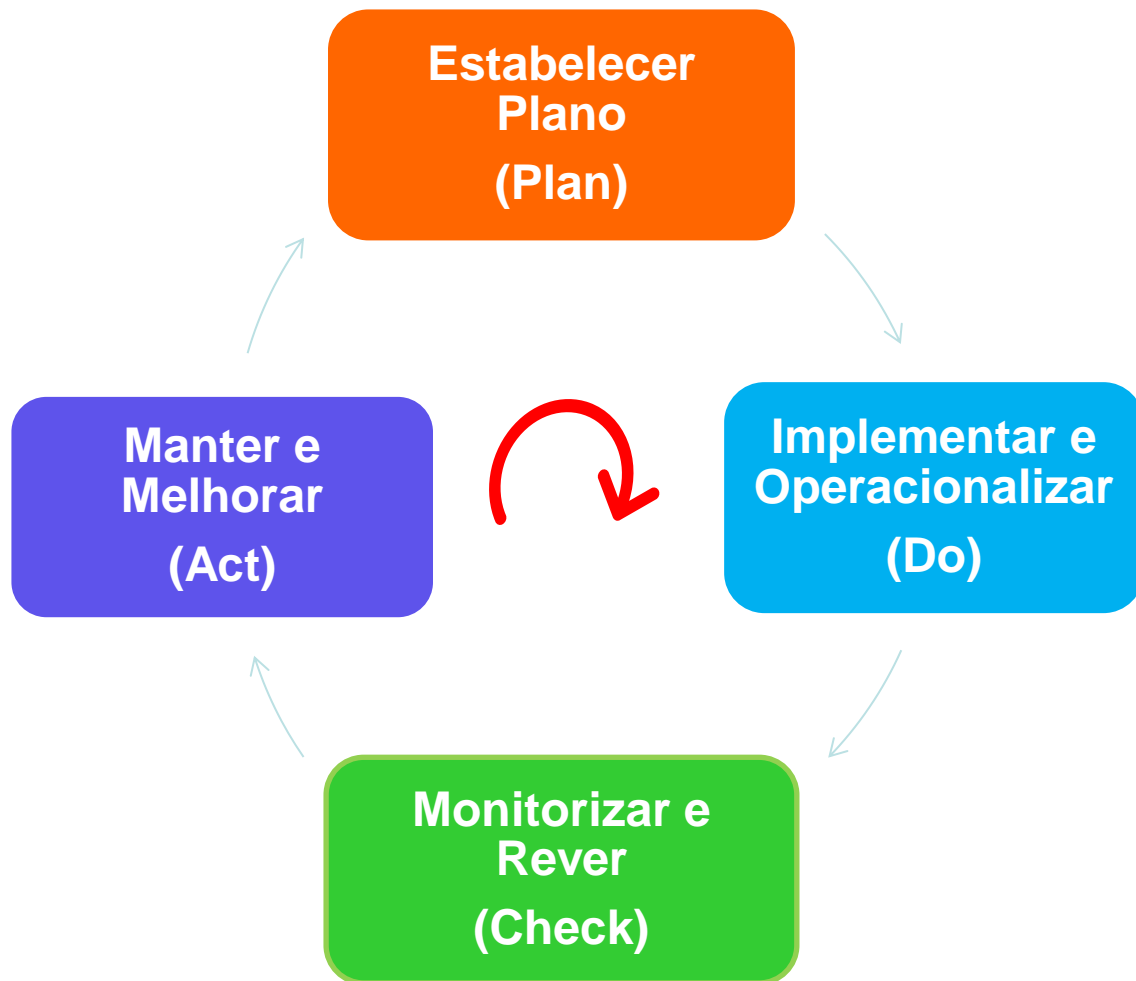 Estabelecer
Plano
(Plan)
Implementar e
Operacionalizar
(Do)
Monitorizar e
Rever
(Check)
Manter e
Melhorar
(Act)